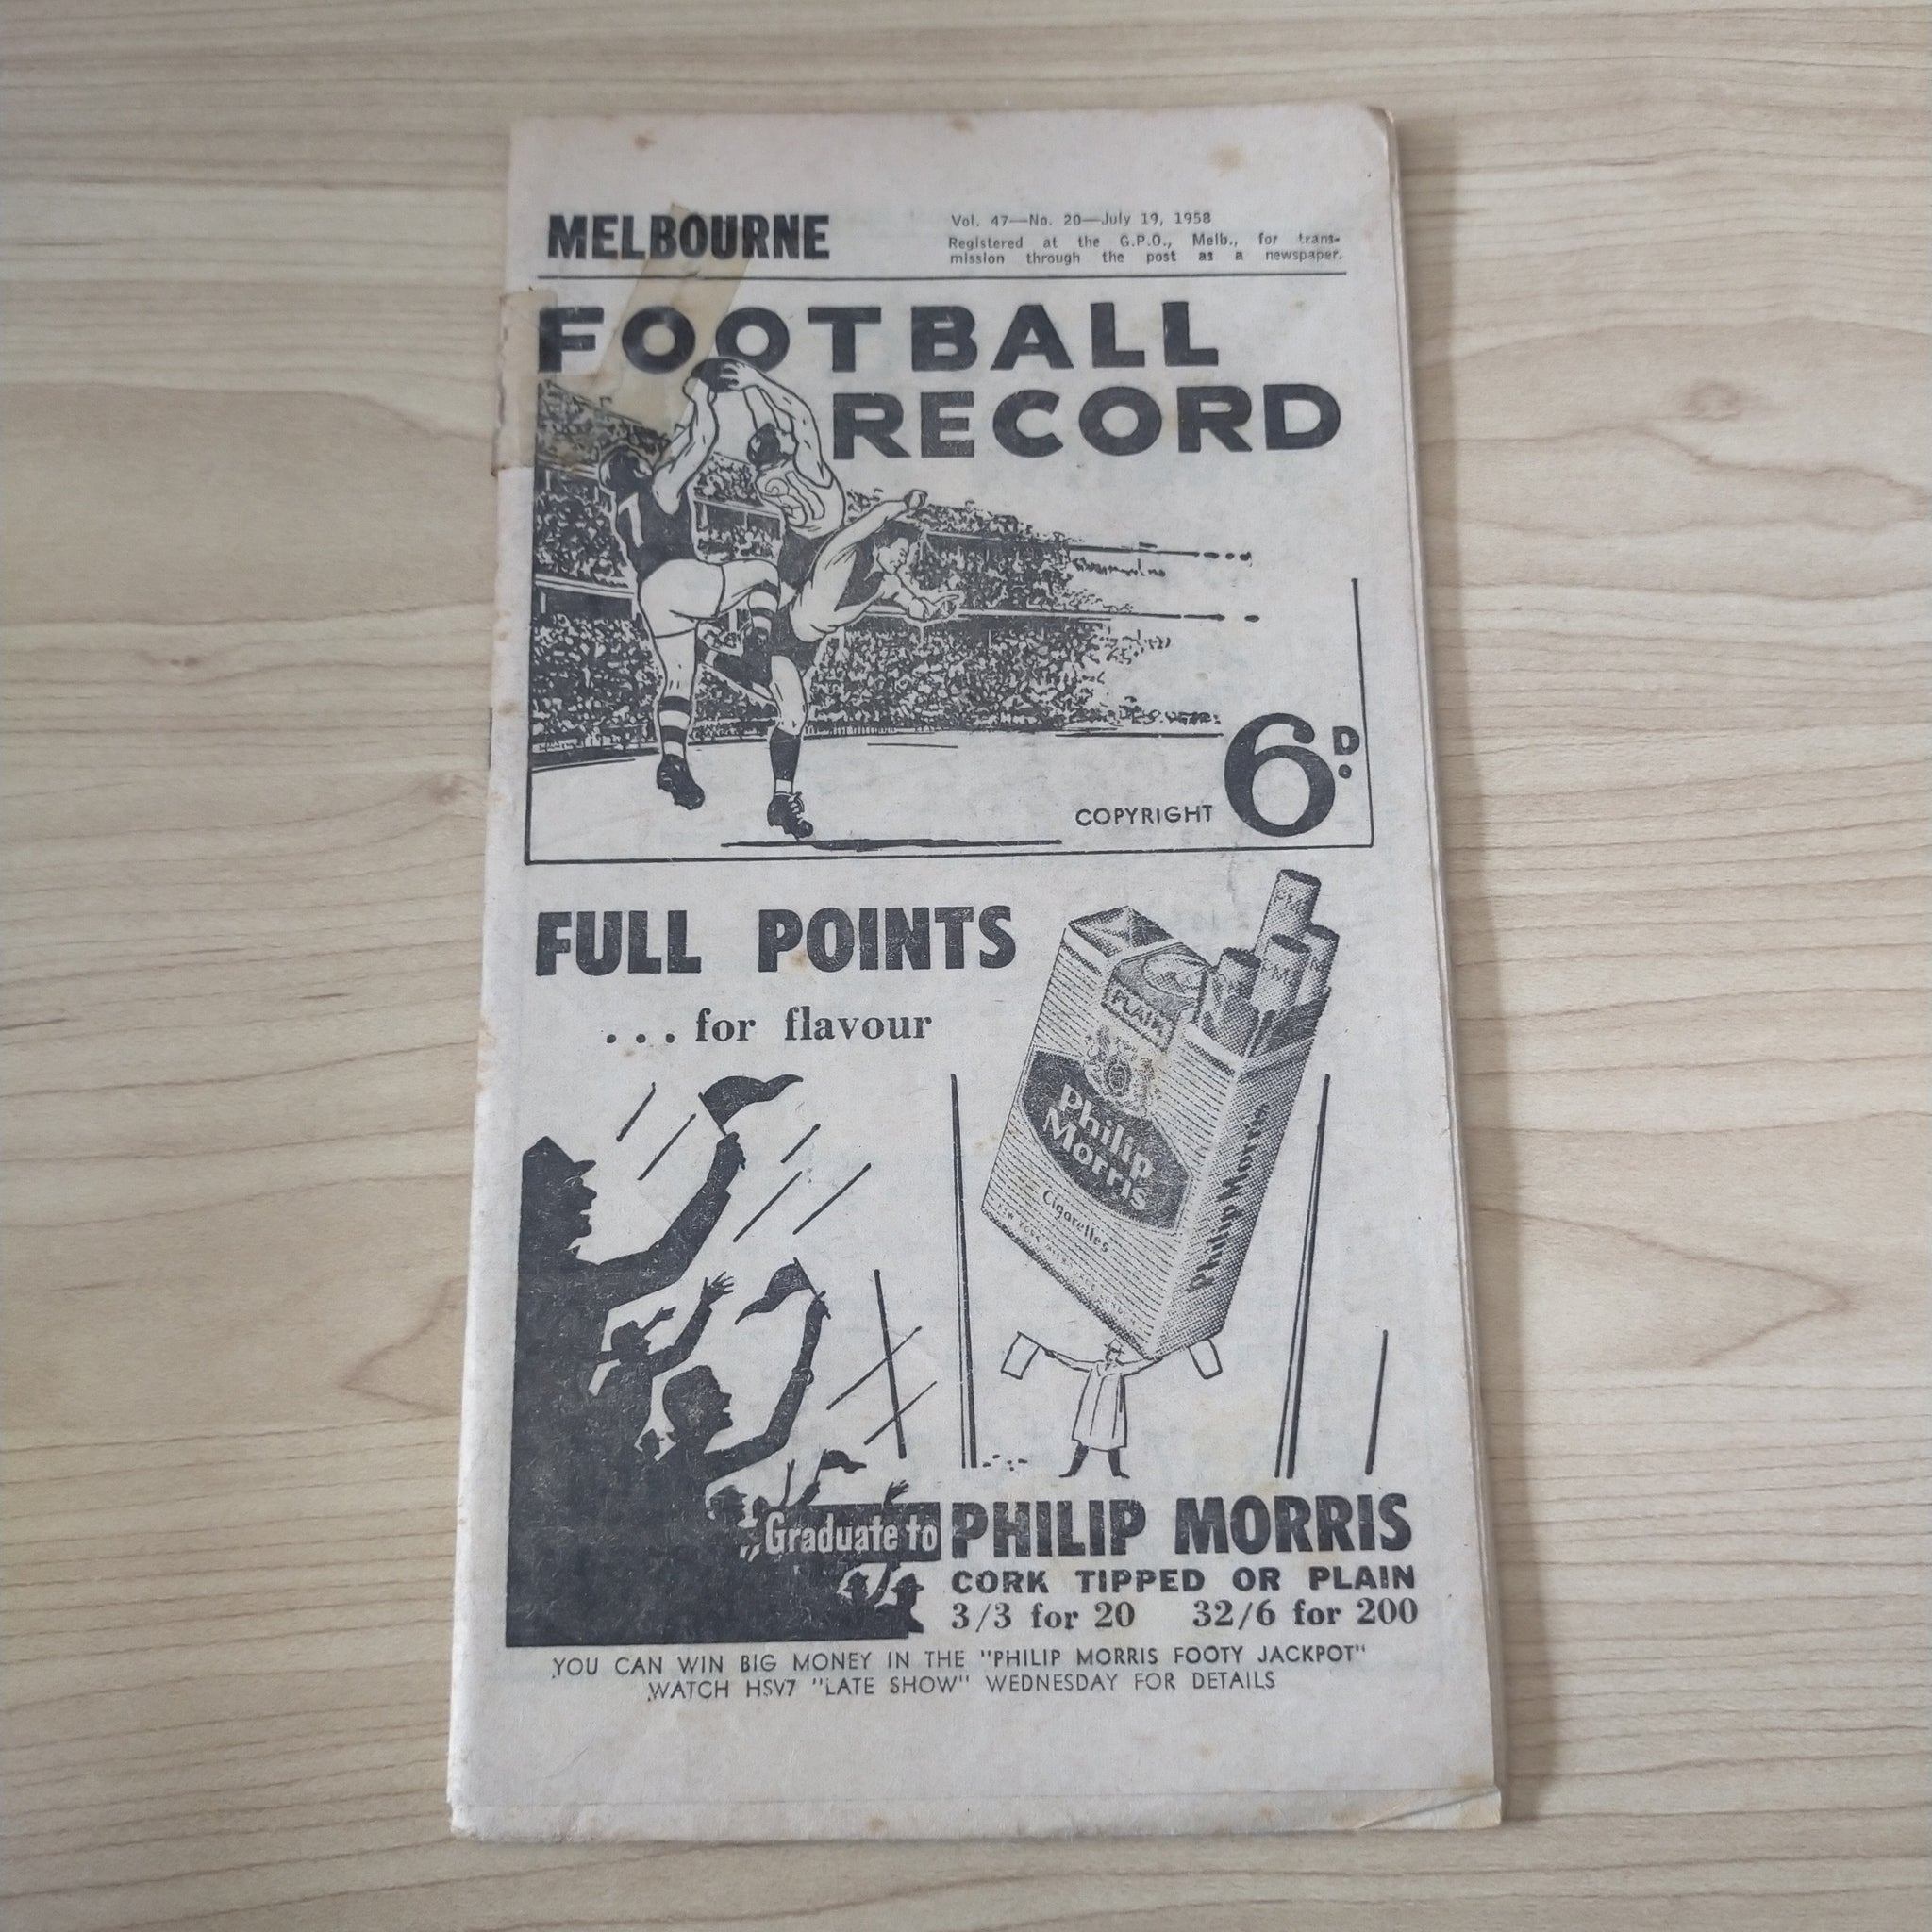 MELBOURNE
Vol. 47—No. 20—July 19, 1958
Registered at the G.P.O., Melb., for trans-
mission through the post as a newspaper.
FOOTBALL
RECORD
COPYRIGHT 6D.
FULL POINTS
...for flavour
PLAIN
Philip
Morris
Cigarettes
Philip Morris
Graduate to PHILIP MORRIS
CORK TIPPED OR PLAIN
3/3 for 20 32/6 for 200
YOU CAN WIN BIG MONEY IN THE "PHILIP MORRIS FOOTY JACKPOT"
WATCH HSV7 "LATE SHOW" WEDNESDAY FOR DETAILS